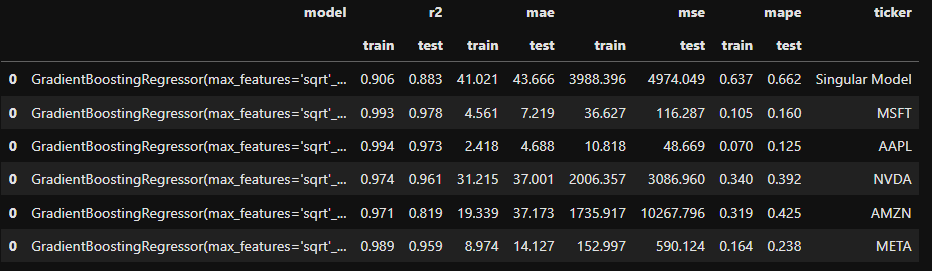 model r2 mae mse mape ticker
train test train test train test train test
0 GradientBoostingRegressor(max_features='sqrt'_... 0.906 0.883 41.021 43.666 3988.396 4974.049 0.637 0.662 Singular Model
0 GradientBoostingRegressor(max_features='sqrt'_... 0.993 0.978 4.561 7.219 36.627 116.287 0.105 0.160 MSFT
0 GradientBoostingRegressor(max_features='sqrt'_... 0.994 0.973 2.418 4.688 10.818 48.669 0.070 0.125 AAPL
0 GradientBoostingRegressor(max_features='sqrt'_... 0.974 0.961 31.215 37.001 2006.357 3086.960 0.340 0.392 NVDA
0 GradientBoostingRegressor(max_features='sqrt'_... 0.971 0.819 19.339 37.173 1735.917 10267.796 0.319 0.425 AMZN
0 GradientBoostingRegressor(max_features='sqrt'_... 0.989 0.959 8.974 14.127 152.997 590.124 0.164 0.238 META